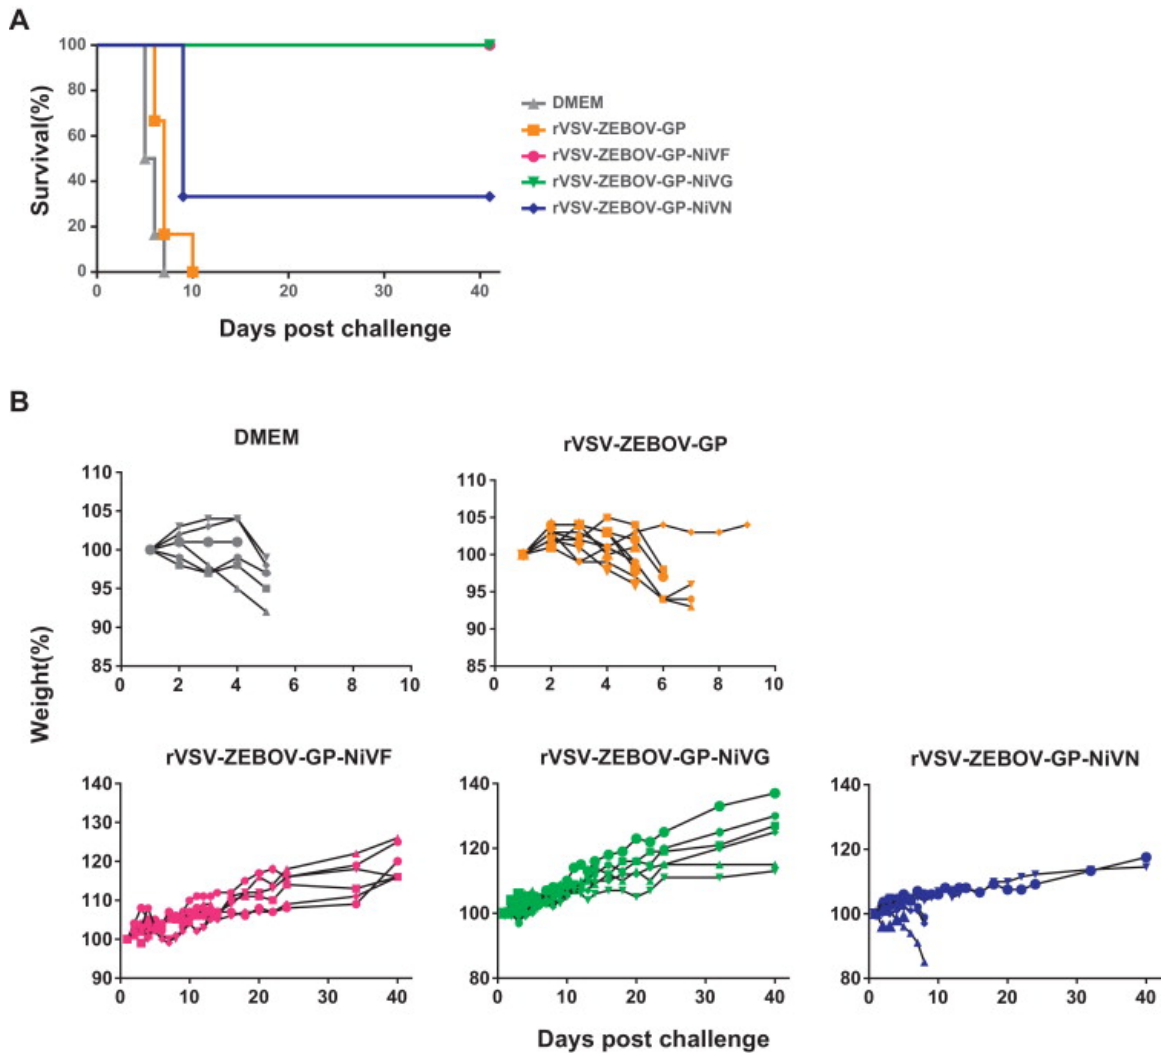 A
100
80
60
40
20
0
Survival(%)
0 10 20 30 40
Days post challenge
DMEM
rVSV-ZEBOV-GP
rVSV-ZEBOV-GP-NiVF
rVSV-ZEBOV-GP-NiVG
rVSV-ZEBOV-GP-NiVN
B
Weight(%)
DMEM
110
105
100
95
90
85
0 2 4 6 8 10
rVSV-ZEBOV-GP
110
105
100
95
90
85
0 2 4 6 8 10
rVSV-ZEBOV-GP-NiVF
140
130
120
110
100
90
0 10 20 30 40
rVSV-ZEBOV-GP-NiVG
140
120
100
80
0 10 20 30 40
rVSV-ZEBOV-GP-NiVN
140
120
100
80
0 10 20 30 40
Days post challenge